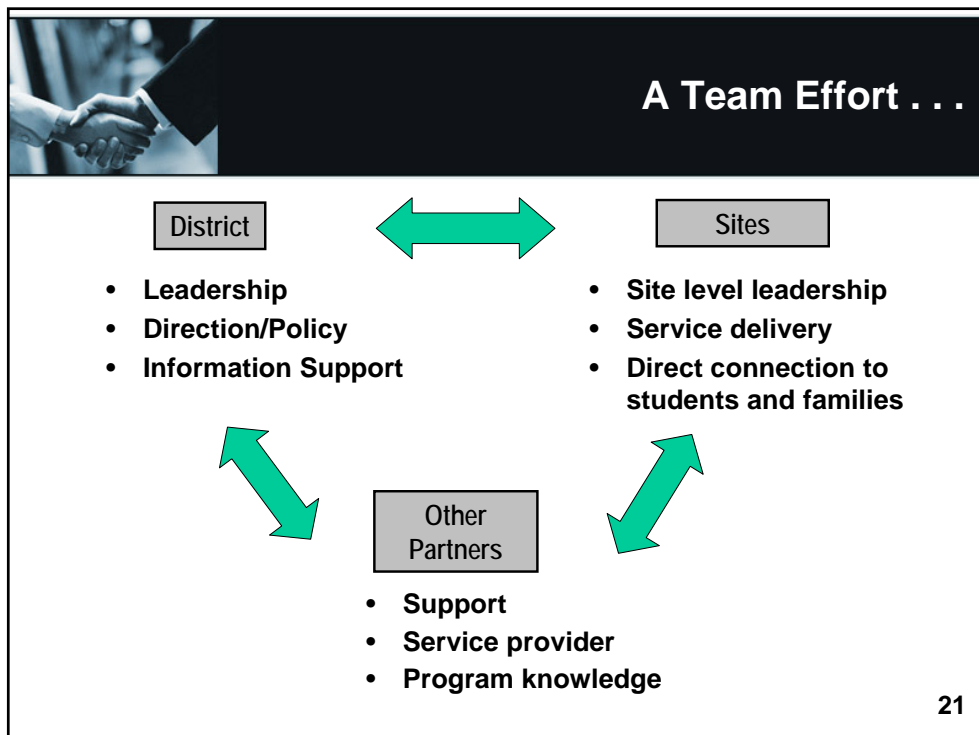 A Team Effort . . .
District
• Leadership
• Direction/Policy
• Information Support
Sites
• Site level leadership
• Service delivery
• Direct connection to
students and families
Other
Partners
• Support
• Service provider
• Program knowledge
21